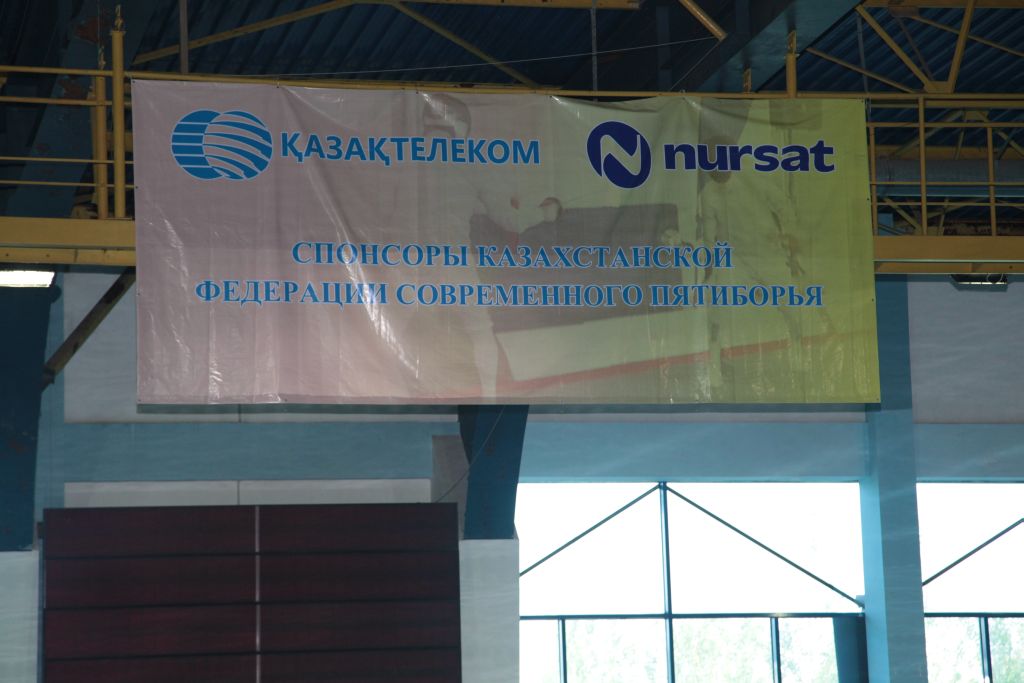 ҚАЗАҚТЕЛЕКОМ nursat
СПОНСОРЫ КАЗАХСТАНСКОЙ
ФЕДЕРАЦИИ СОВРЕМЕННОГО ПЯТИБОРЬЯ